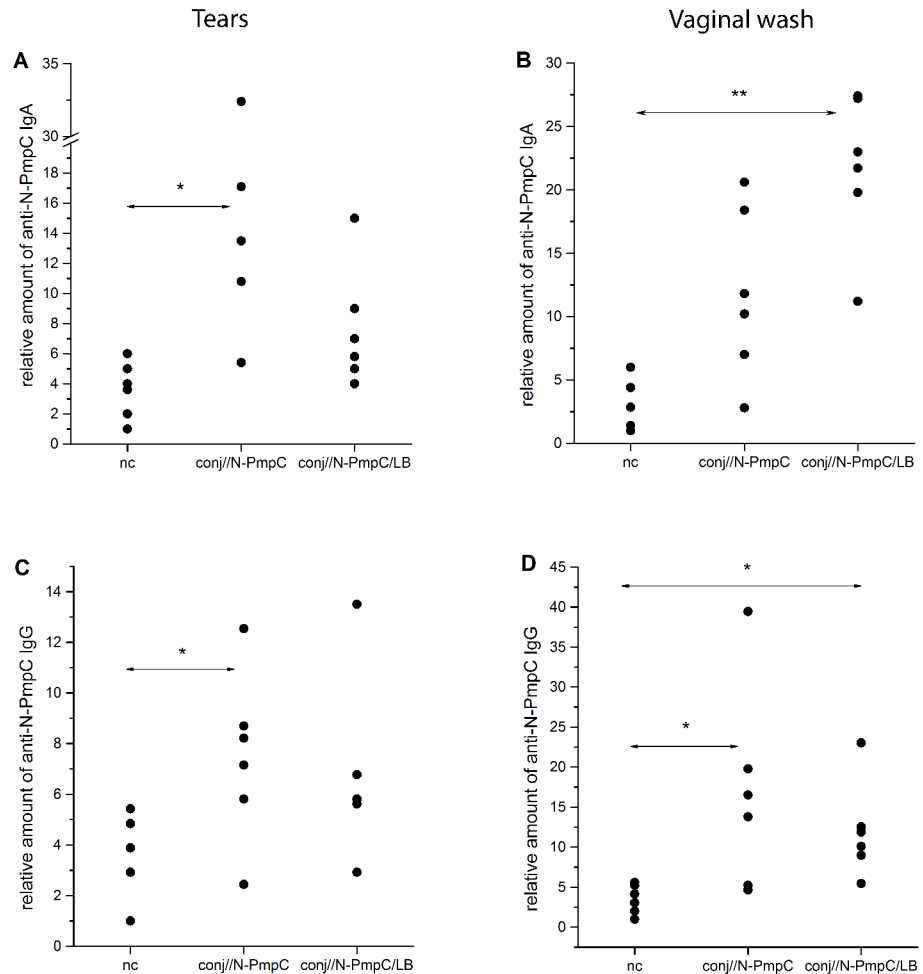 Tears
Vaginal wash
A
35
30
16
14
12
10
8
6
4
2
0
relative amount of anti-N-PmpC IgA
*
nc
conj//N-PmpC
conj//N-PmpC/LB
B
30
25
20
15
10
5
0
relative amount of anti-N-PmpC IgA
**
nc
conj//N-PmpC
conj//N-PmpC/LB
C
14
12
10
8
6
4
2
0
relative amount of anti-N-PmpC IgG
*
nc
conj//N-PmpC
conj//N-PmpC/LB
D
45
40
35
30
25
20
15
10
5
0
relative amount of anti-N-PmpC IgG
*
*
nc
conj//N-PmpC
conj//N-PmpC/LB